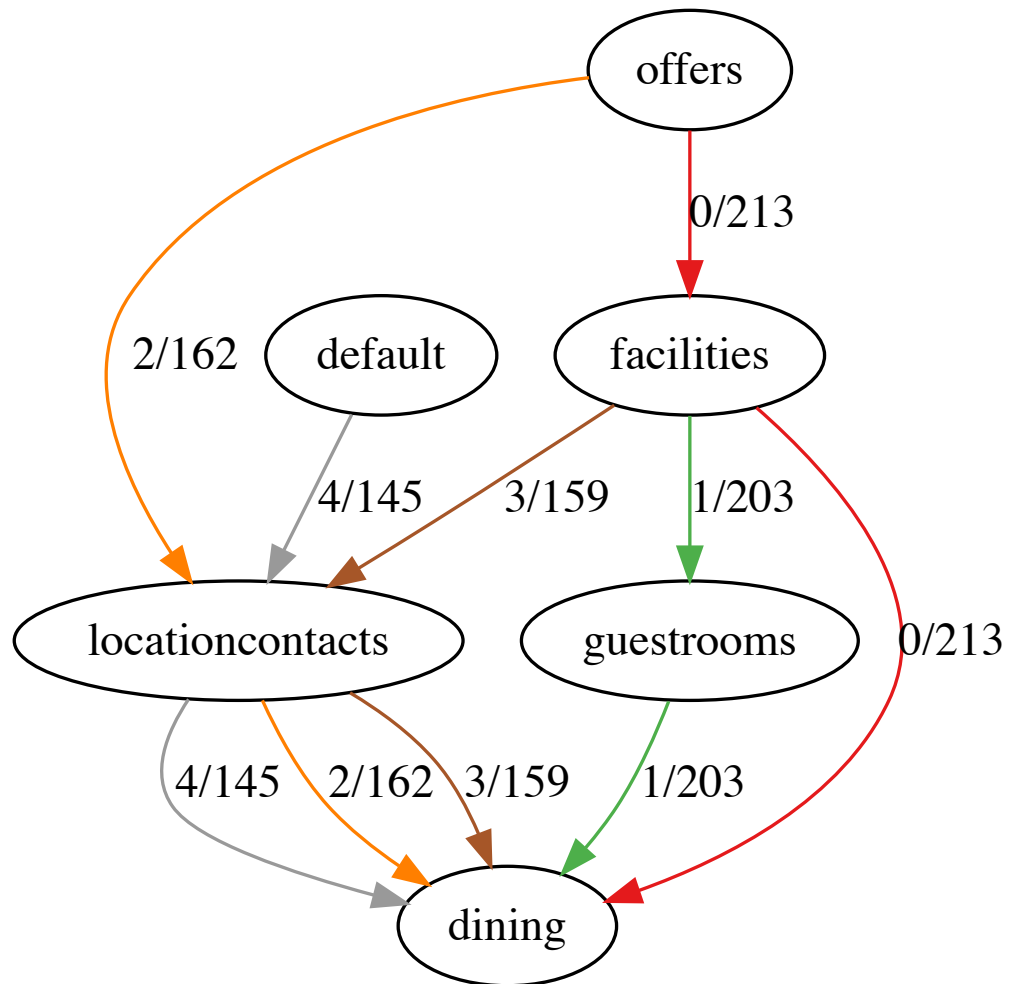 offers
0/213
2/162
default
facilities
4/145
3/159
1/203
locationcontacts
guestrooms
0/213
4/145
2/162
3/159
1/203
dining